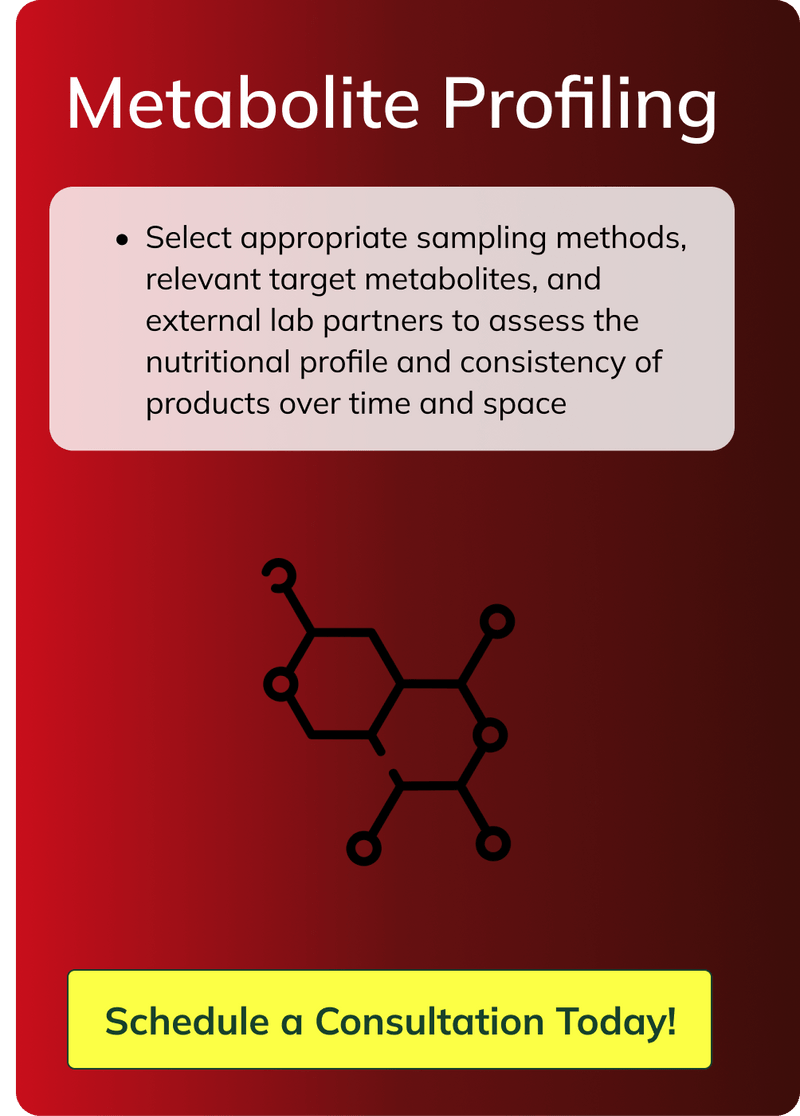 Metabolite Profiling
• Select appropriate sampling methods,
relevant target metabolites, and
external lab partners to assess the
nutritional profile and consistency of
products over time and space
Schedule a Consultation Today!